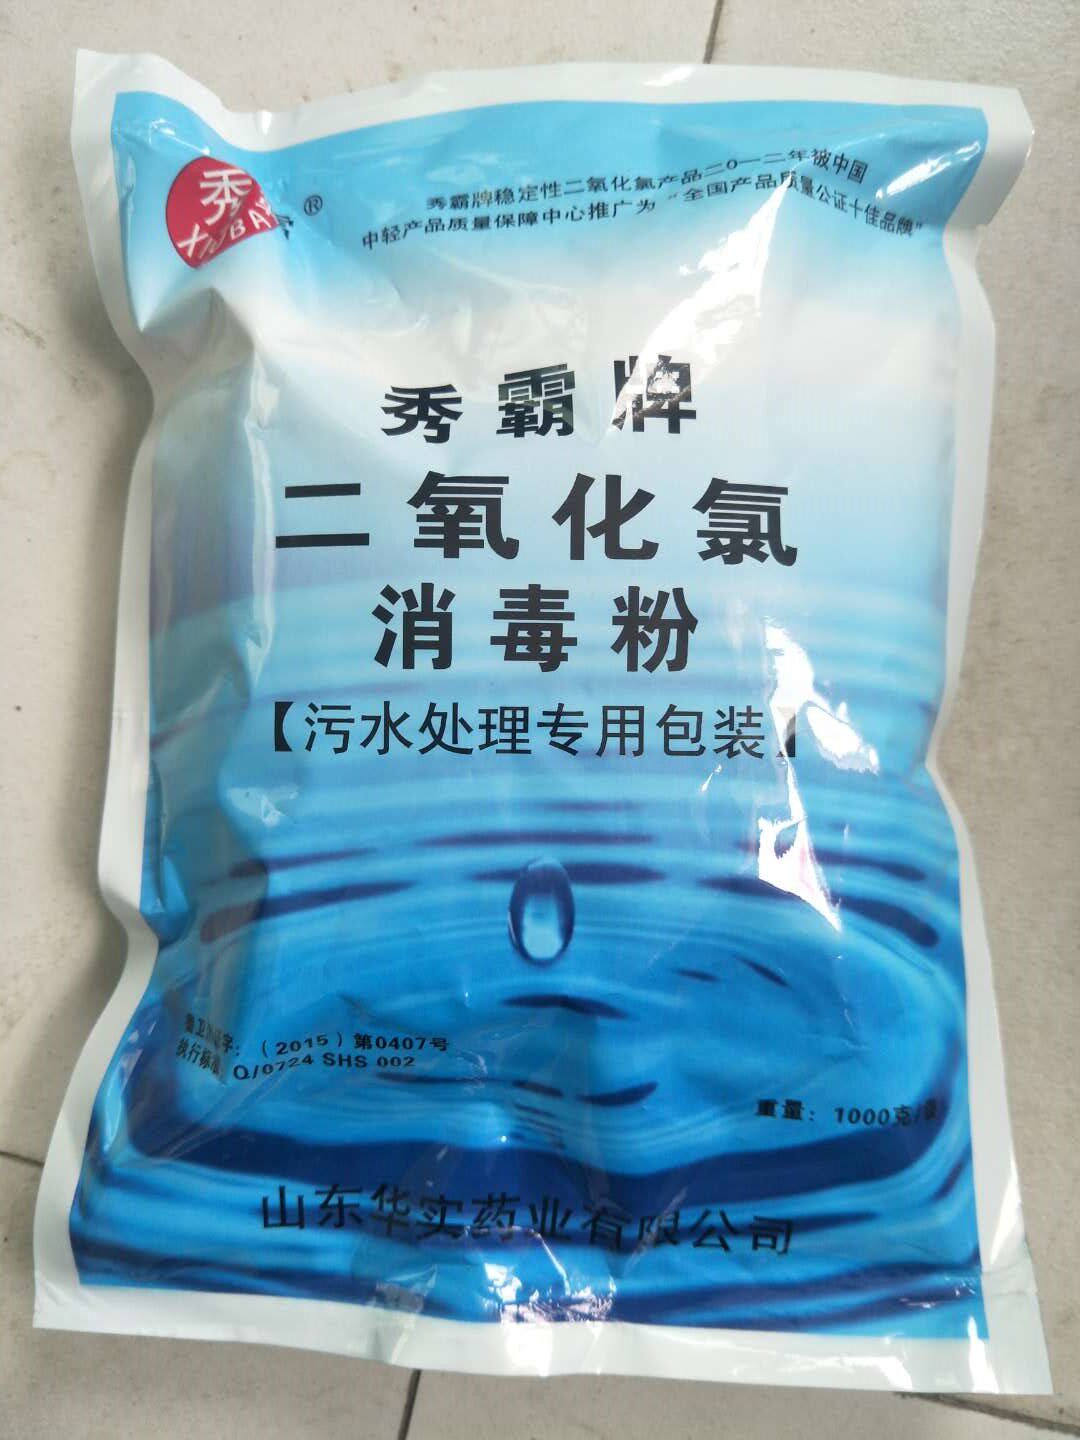 秀
XIUBA
®
秀霸牌稳定性二氧化氯产品二〇一二年被中国
中轻产品质量保障中心推广为“全国产品质量公证十佳品牌”
秀霸牌
二氧化氯
消毒粉
【污水处理专用包装】
字：（2015）第0407号
执行标准：Q/0724 SHS 002
重量：1000克/袋
山东华实药业有限公司